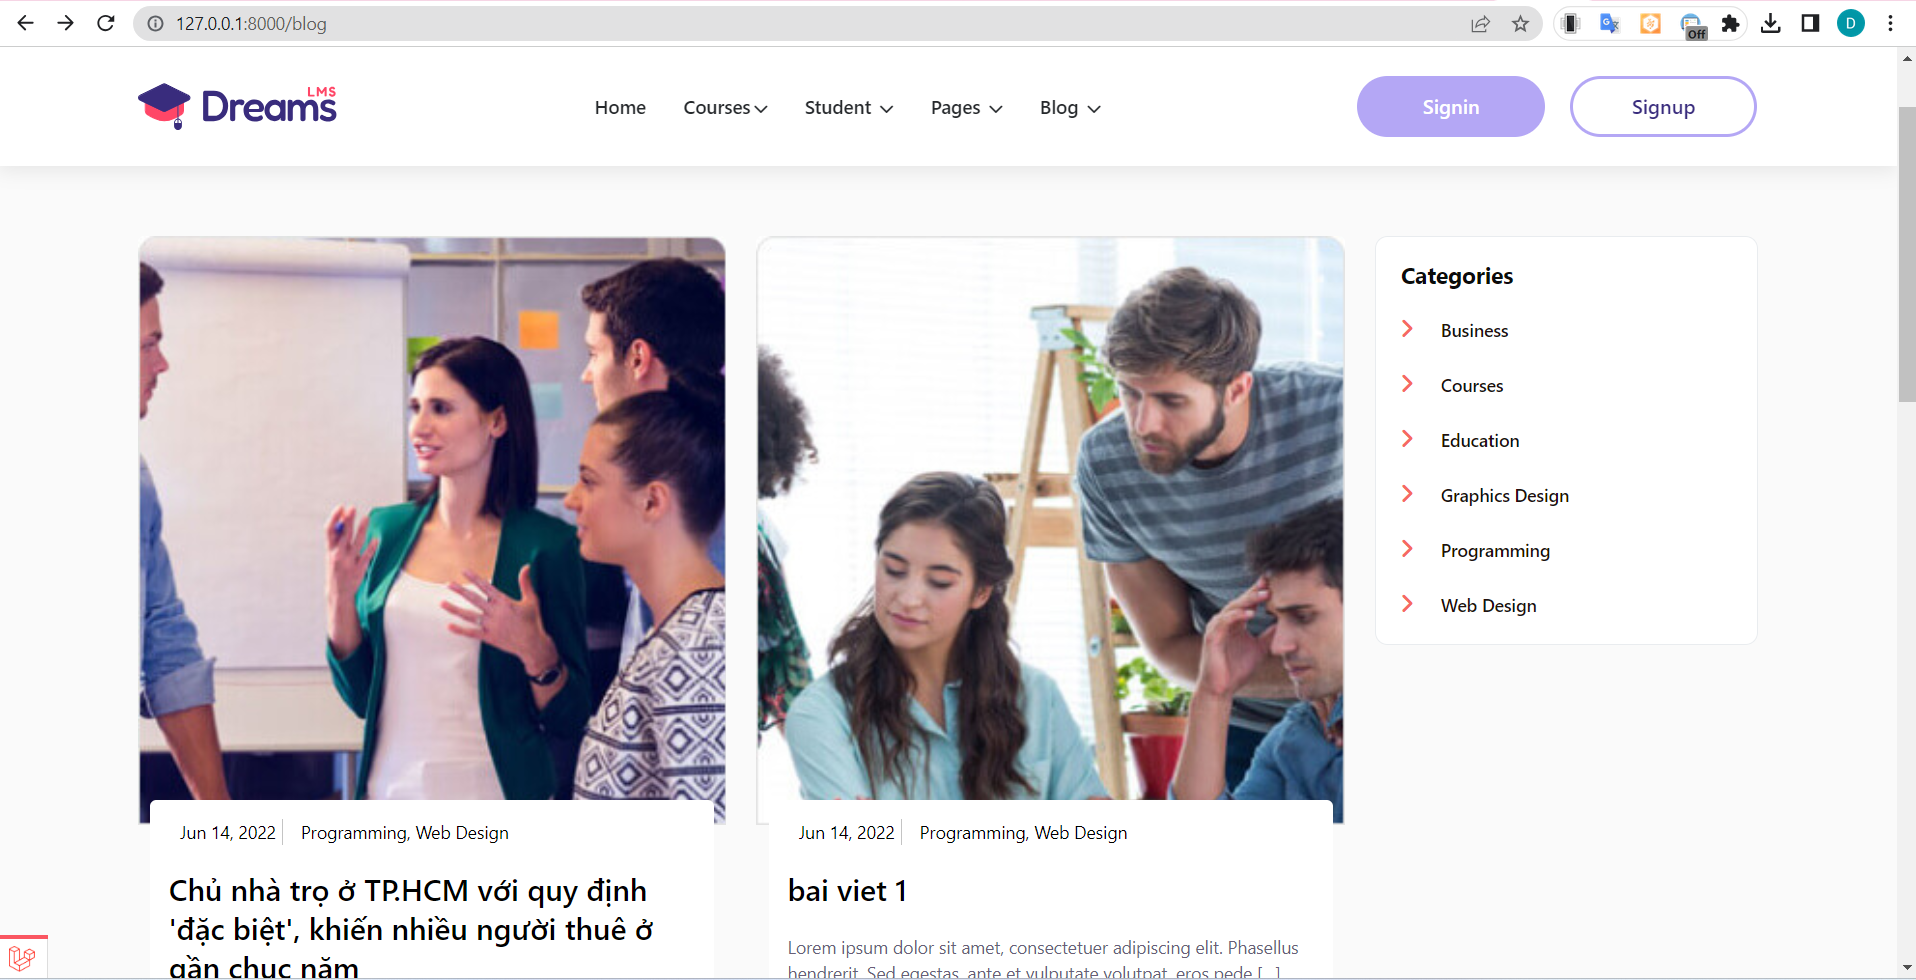 127.0.0.1:8000/blog
Off
D
Dreams LMS
Home Courses Student Pages Blog
Signin Signup
Categories
Business
Courses
Education
Graphics Design
Programming
Web Design
Jun 14, 2022 Programming, Web Design
Chủ nhà trọ ở TP.HCM với quy định
'đặc biệt', khiến nhiều người thuê ở
gần chục năm
Jun 14, 2022 Programming, Web Design
bai viet 1
Lorem ipsum dolor sit amet, consectetuer adipiscing elit. Phasellus
hendrerit. Sed egestas, ante et vulputate volutpat, eros pede [...]